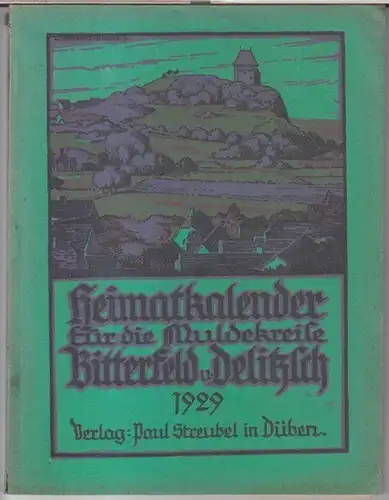 Heimatkalender
für die Muldekreise
Bitterfeld u. Delitzsch
1929
Verlag: Paul Streubel in Düben.